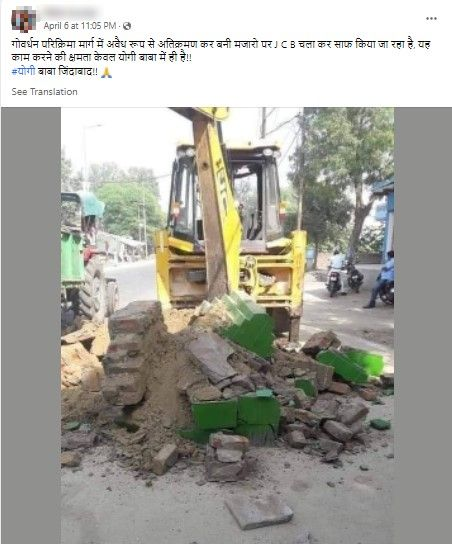 April 6 at 11:05 PM ·
गोवर्धन परिक्रिमा मार्ग में अवैध रूप से अतिक्रमण कर बनी मजारो पर J C B चला कर साफ किया जा रहा है, यह
काम करने की क्षमता केवल योगी बाबा में ही है!!
#योगी बाबा जिंदाबाद!! 🙏
See Translation